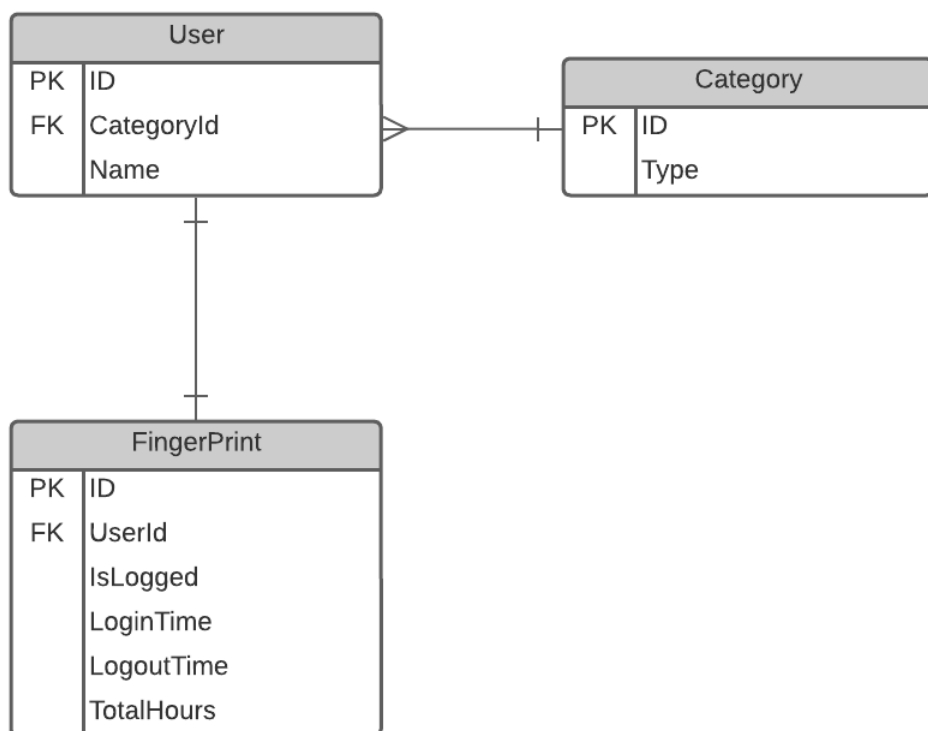 User
PK ID
FK CategoryId
Name
Category
PK ID
Type
FingerPrint
PK ID
FK UserId
IsLogged
LoginTime
LogoutTime
TotalHours